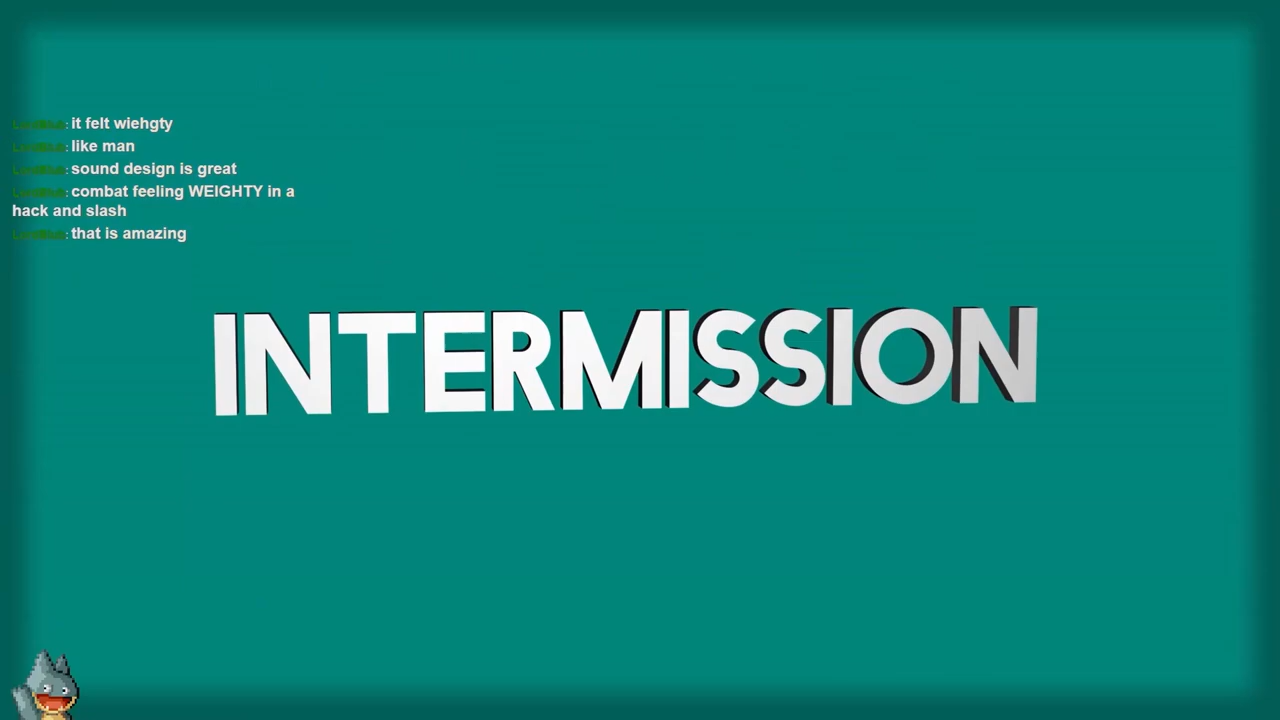 : it felt wiehgty
: like man
: sound design is great
: combat feeling WEIGHTY in a
hack and slash
: that is amazing
INTERMISSION